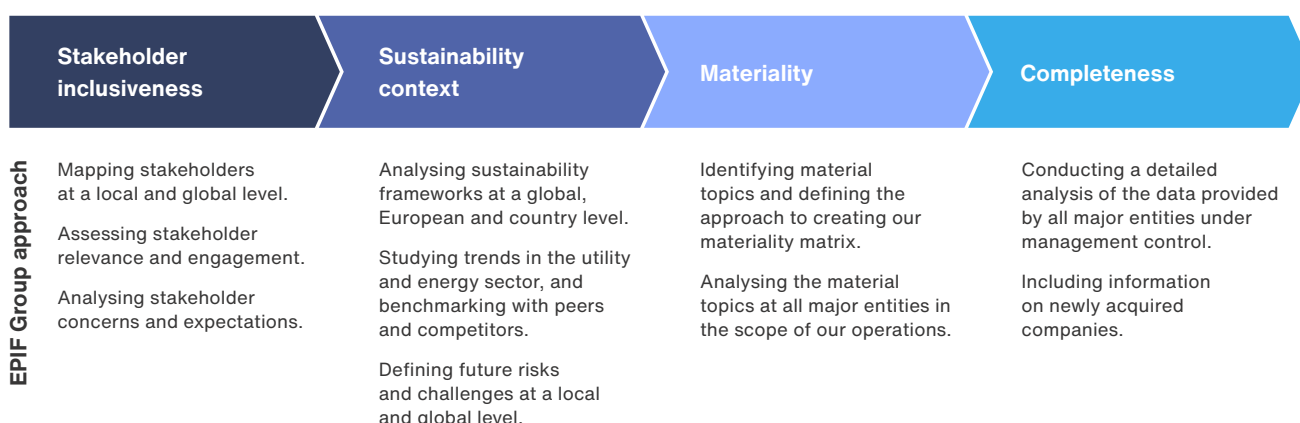 Stakeholder
inclusiveness
Sustainability
context
Materiality
Completeness
EPIF Group approach
Mapping stakeholders
at a local and global level.
Assessing stakeholder
relevance and engagement.
Analysing stakeholder
concerns and expectations.
Analysing sustainability
frameworks at a global,
European and country level.
Studying trends in the utility
and energy sector, and
benchmarking with peers
and competitors.
Defining future risks
and challenges at a local
and global level.
Identifying material
topics and defining the
approach to creating our
materiality matrix.
Analysing the material
topics at all major entities in
the scope of our operations.
Conducting a detailed
analysis of the data provided
by all major entities under
management control.
Including information
on newly acquired
companies.